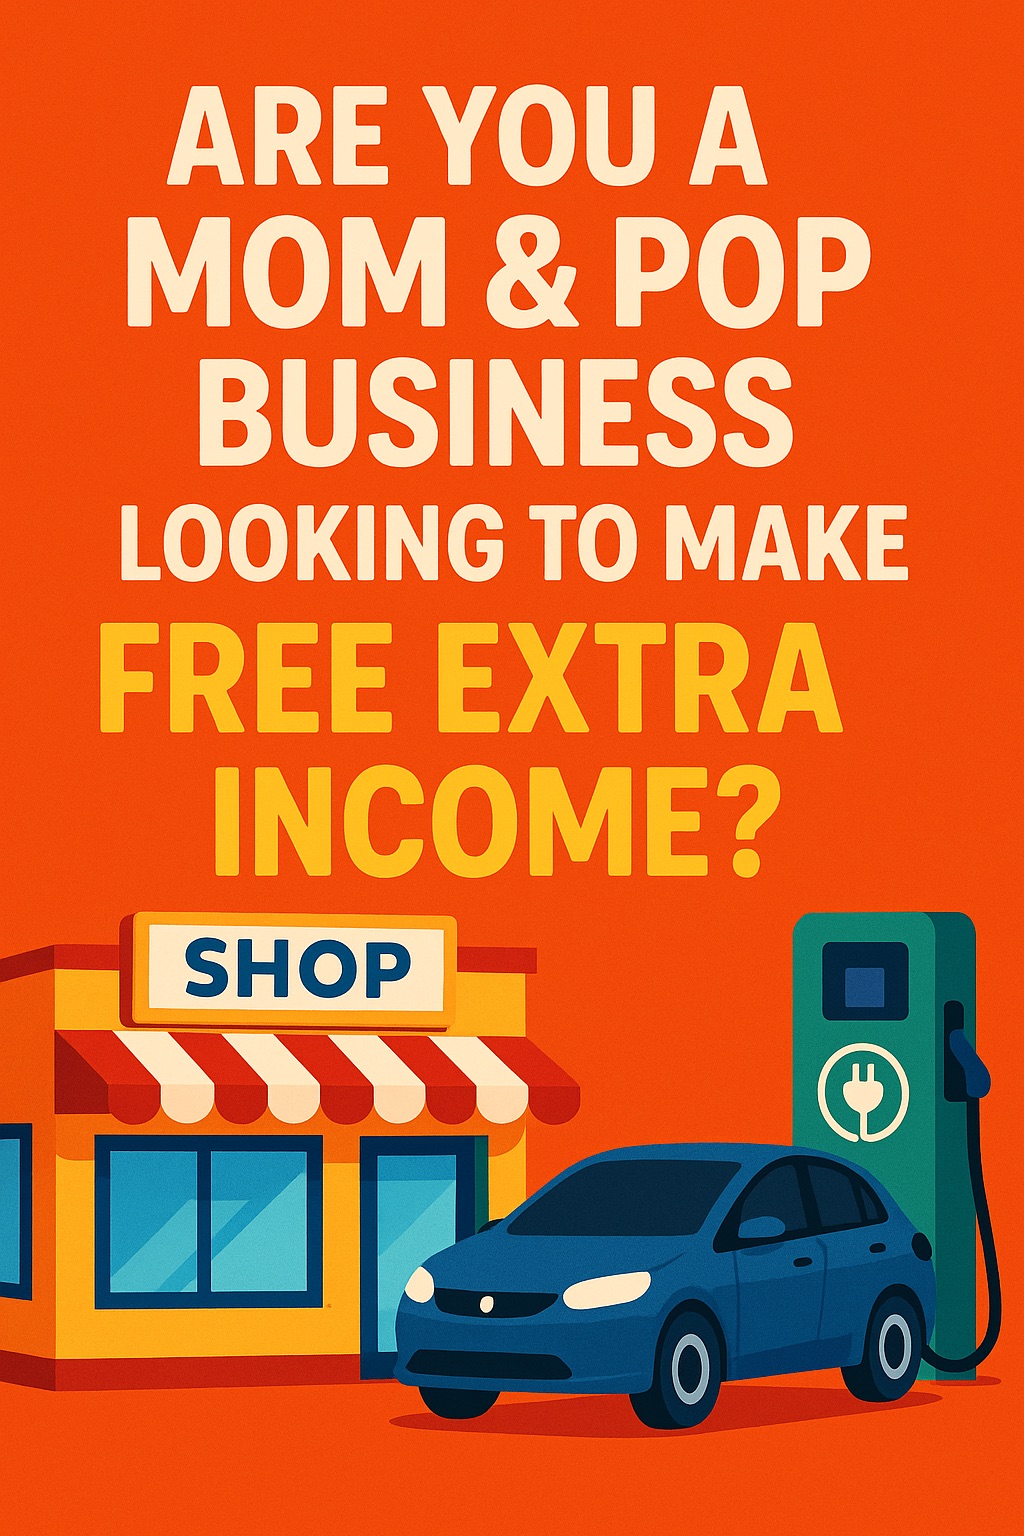 ARE YOU A
MOM & POP
BUSINESS
LOOKING TO MAKE
FREE EXTRA
INCOME?
SHOP